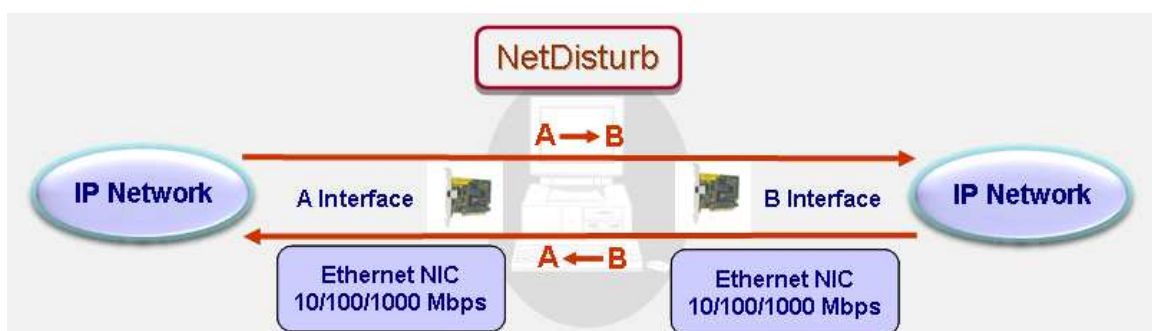 NetDisturb
A → B
IP Network
A Interface
B Interface
IP Network
A ← B
Ethernet NIC
10/100/1000 Mbps
Ethernet NIC
10/100/1000 Mbps